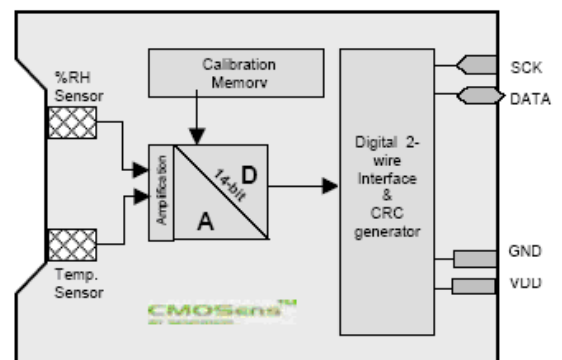 %RH
Sensor
Calibration
Memory
SCK
DATA
Digital 2-
wire
Interface
&
CRC
generator
Amplification
14-bit
D
A
GND
VDD
Temp.
Sensor
CMOSens™